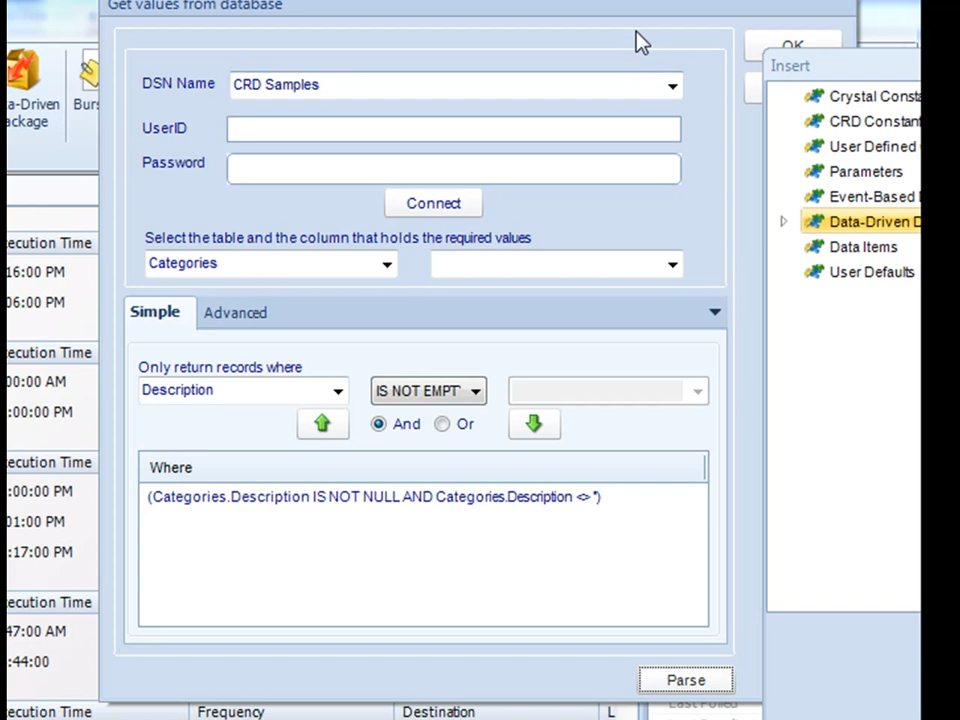 Get values from database
OK
DSN Name
CRD Samples
UserID
Password
Connect
Select the table and the column that holds the required values
Categories
Simple
Advanced
Only return records where
Description
IS NOT EMPT
And
Or
Where
(Categories.Description IS NOT NULL AND Categories.Description <> '')
Parse
Insert
Crystal Consta
CRD Constan
User Defined
Parameters
Event-Based
Data-Driven D
Data Items
User Defaults
a-Driven
ackage
Burs
ecution Time
:16:00 PM
:06:00 PM
ecution Time
:00:00 AM
:00:00 PM
ecution Time
:00:00 PM
:01:00 PM
:17:00 PM
ecution Time
:47:00 AM
:44:00
ecution Time
Frequency
Destination
L
Last Polled